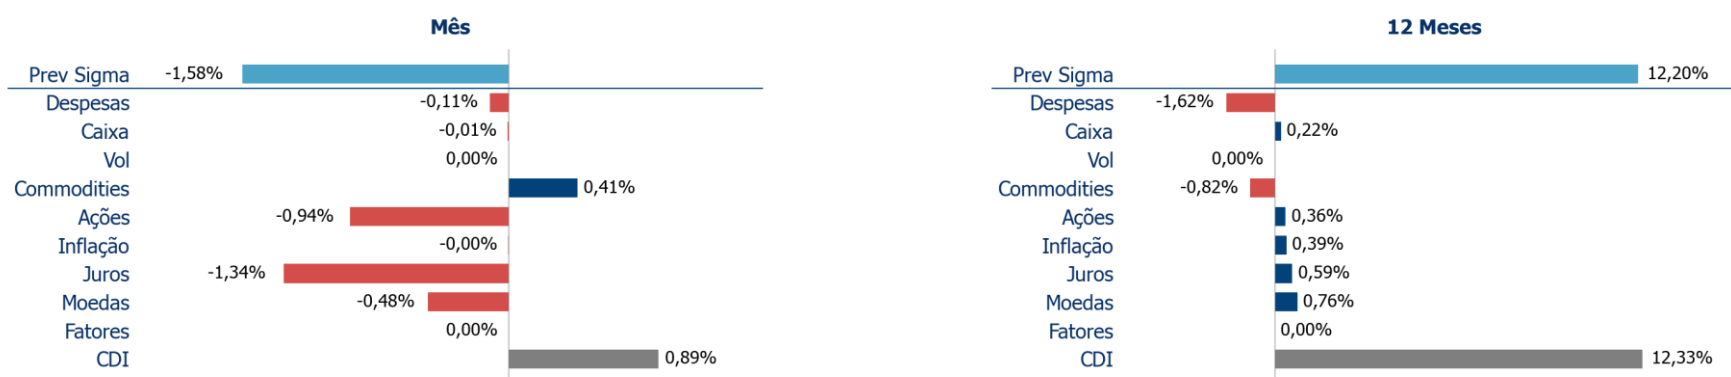 Mês
Prev Sigma -1,58%
Despesas -0,11%
Caixa -0,01%
Vol 0,00%
Commodities 0,41%
Ações -0,94%
Inflação -0,00%
Juros -1,34%
Moedas -0,48%
Fatores 0,00%
CDI 0,89%
12 Meses
Prev Sigma 12,20%
Despesas -1,62%
Caixa 0,22%
Vol 0,00%
Commodities -0,82%
Ações 0,36%
Inflação 0,39%
Juros 0,59%
Moedas 0,76%
Fatores 0,00%
CDI 12,33%